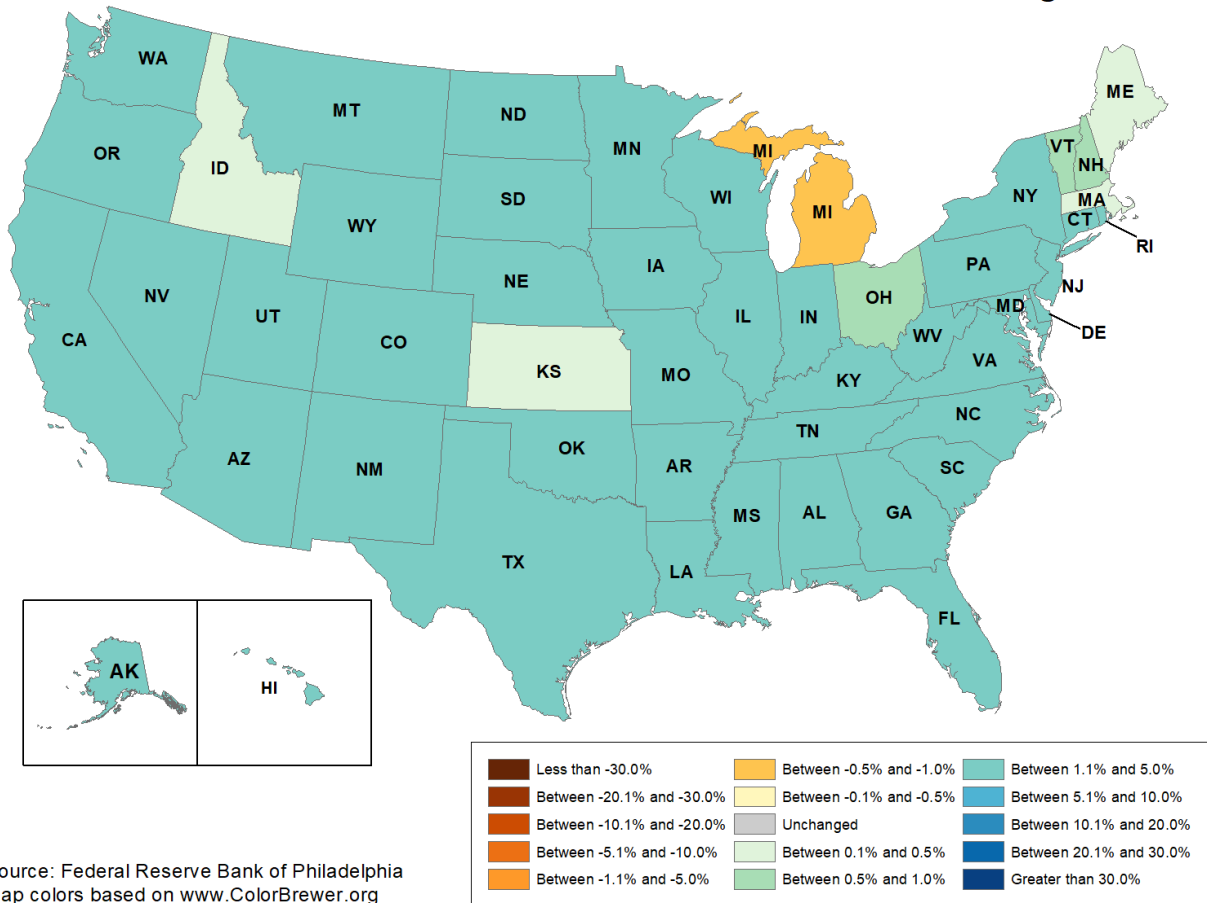 WA
MT
ND
MN
ME
OR
ID
SD
WI
MI
MI
VT
NH
NY
MA
CT
RI
WY
IA
NE
PA
NJ
NV
UT
CO
IL
IN
OH
MD
DE
CA
KS
MO
WV
VA
KY
NC
AZ
NM
OK
AR
TN
SC
MS
AL
GA
TX
LA
FL
AK
HI
Less than -30.0%
Between -20.1% and -30.0%
Between -10.1% and -20.0%
Between -5.1% and -10.0%
Between -1.1% and -5.0%
Between -0.5% and -1.0%
Between -0.1% and -0.5%
Unchanged
Between 0.1% and 0.5%
Between 0.5% and 1.0%
Between 1.1% and 5.0%
Between 5.1% and 10.0%
Between 10.1% and 20.0%
Between 20.1% and 30.0%
Greater than 30.0%
ource: Federal Reserve Bank of Philadelphia
ap colors based on www.ColorBrewer.org